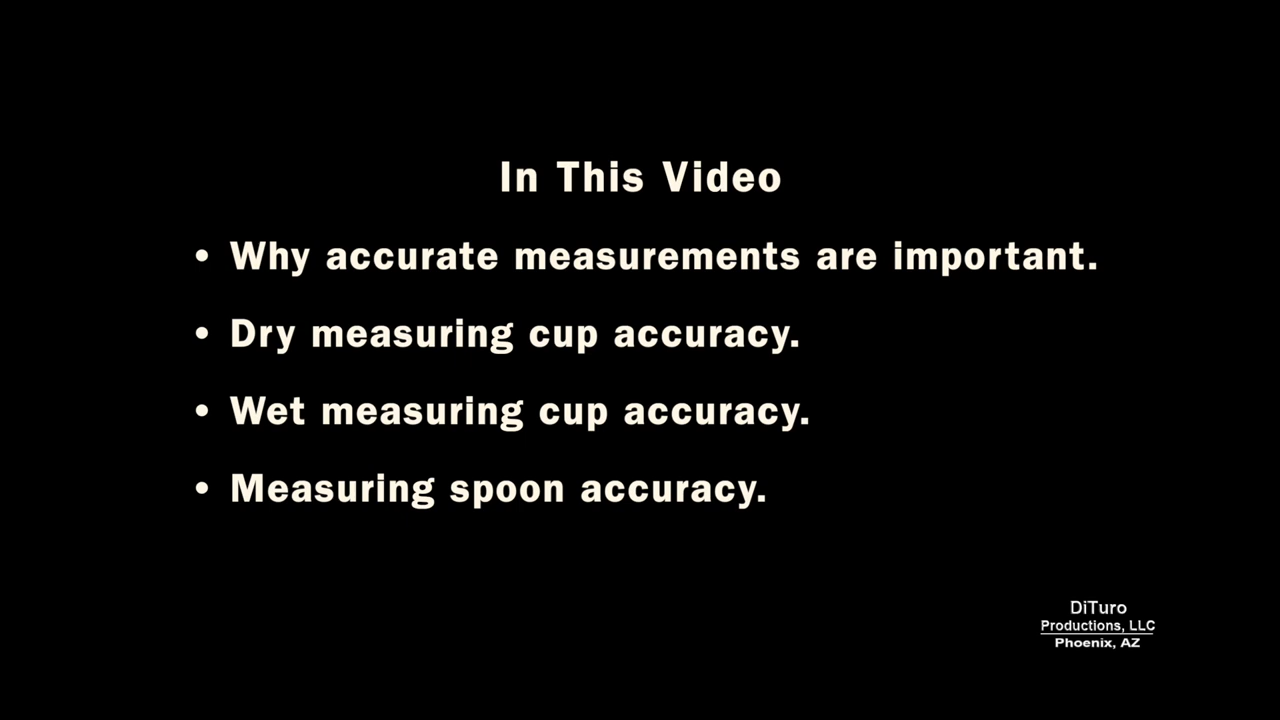 In This Video
• Why accurate measurements are important.
• Dry measuring cup accuracy.
• Wet measuring cup accuracy.
• Measuring spoon accuracy.
DiTuro
Productions, LLC
Phoenix, AZ